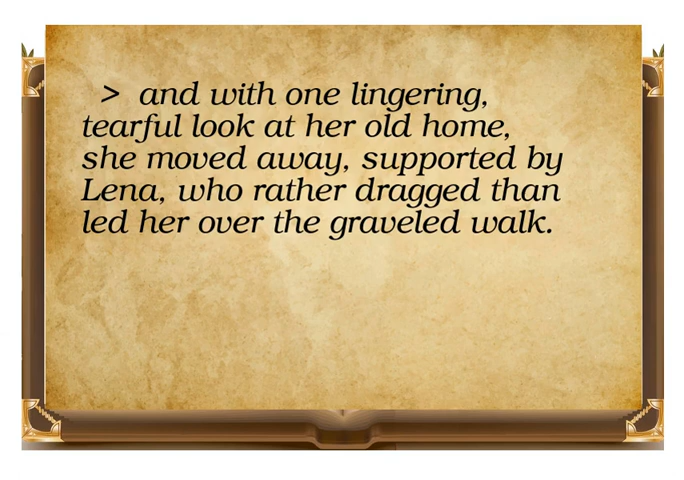 > and with one lingering,
tearful look at her old home,
she moved away, supported by
Lena, who rather dragged than
led her over the graveled walk.